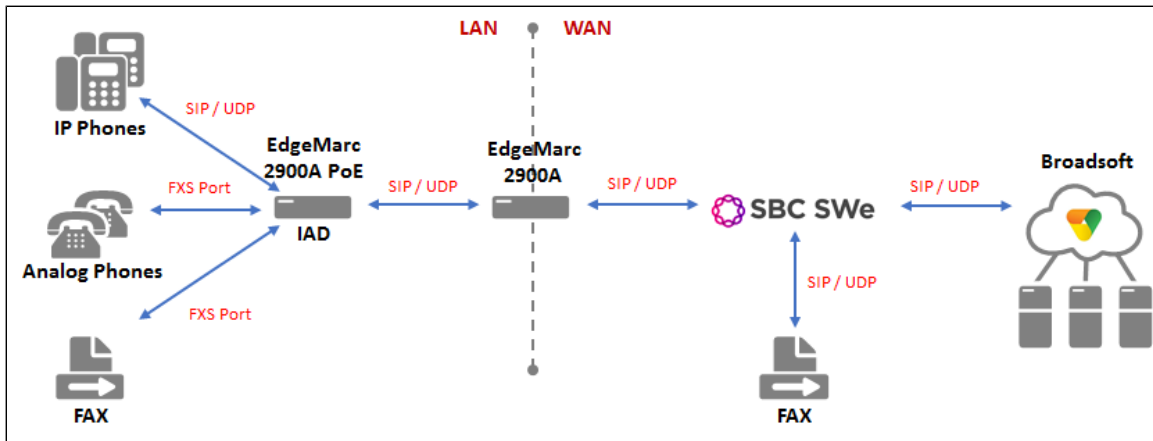 LAN
WAN
SIP / UDP
IP Phones
EdgeMarc
2900A PoE
EdgeMarc
2900A
Broadsoft
FXS Port
SIP / UDP
SIP / UDP
SIP / UDP
SBC SWe
IAD
Analog Phones
SIP / UDP
FXS Port
FAX
FAX